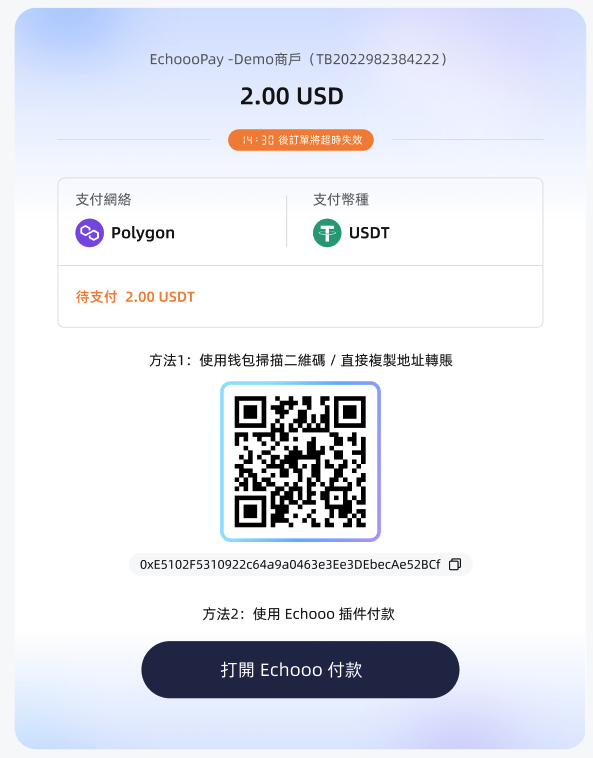 EchoooPay -Demo商戶（TB2022982384222）
2.00 USD
14:30 後訂單將超時失效
支付網絡
支付幣種
Polygon
USDT
待支付 2.00 USDT
方法1：使用钱包掃描二維碼 / 直接複製地址轉賬
0xE5102F5310922c64a9a0463e3Ee3DEbecAe52BCf
方法2：使用 Echooo 插件付款
打開 Echooo 付款